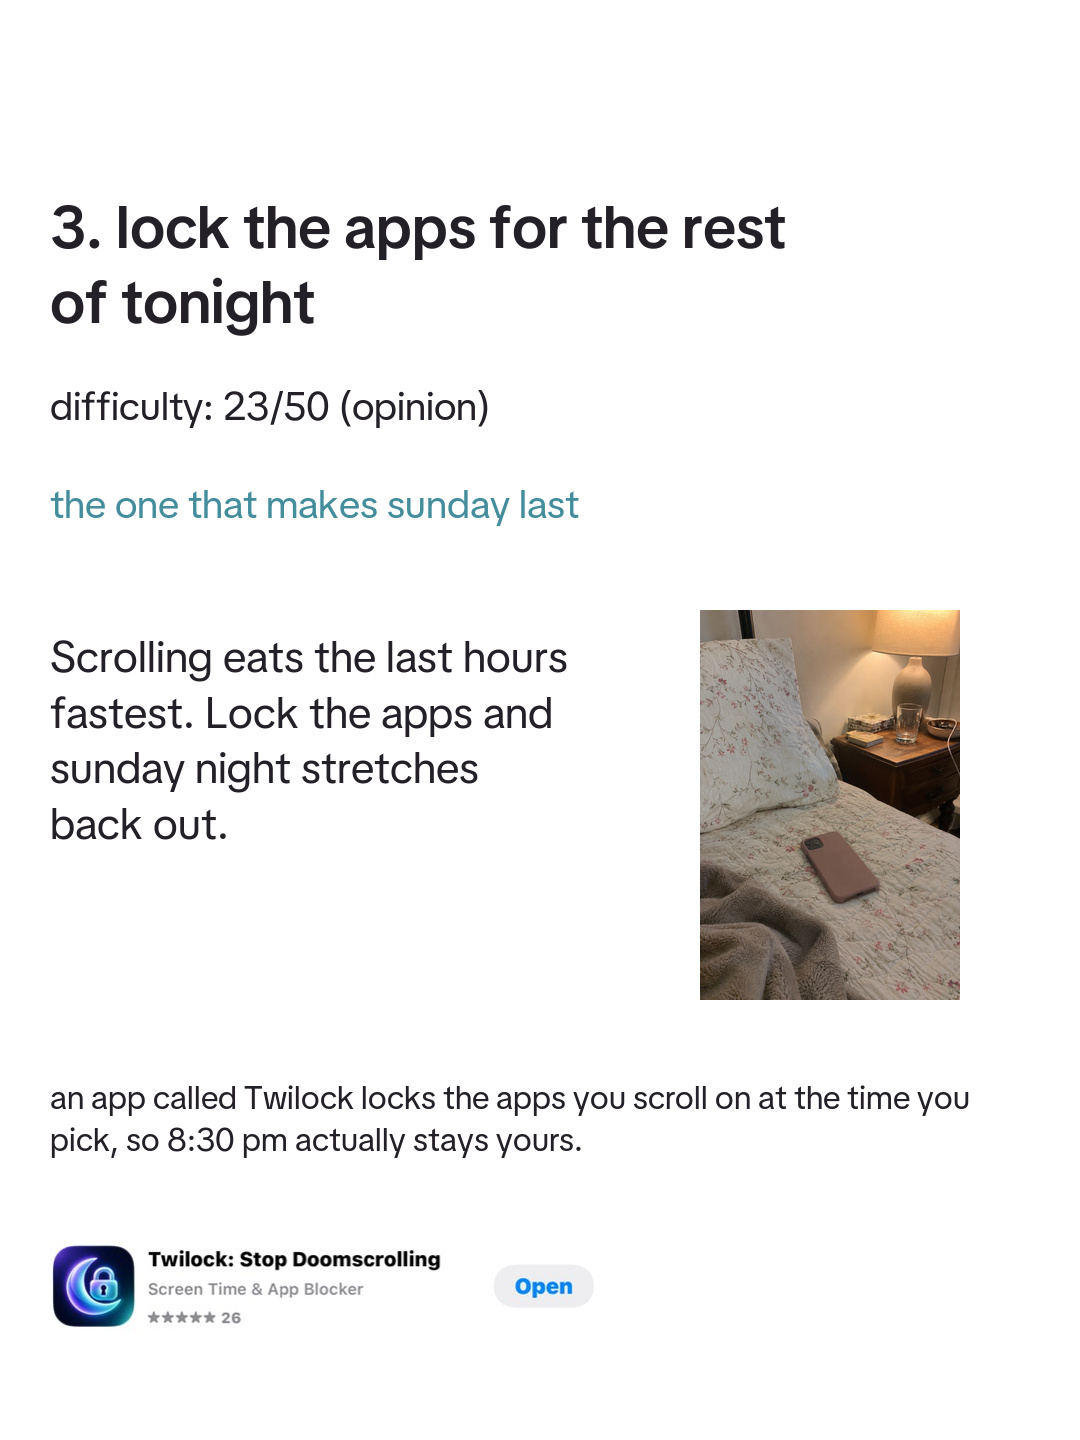 3. lock the apps for the rest
of tonight
difficulty: 23/50 (opinion)
the one that makes sunday last
Scrolling eats the last hours
fastest. Lock the apps and
sunday night stretches
back out.
an app called Twilock locks the apps you scroll on at the time you
pick, so 8:30 pm actually stays yours.
Twilock: Stop Doomscrolling
Screen Time & App Blocker
★★★★★ 26
Open